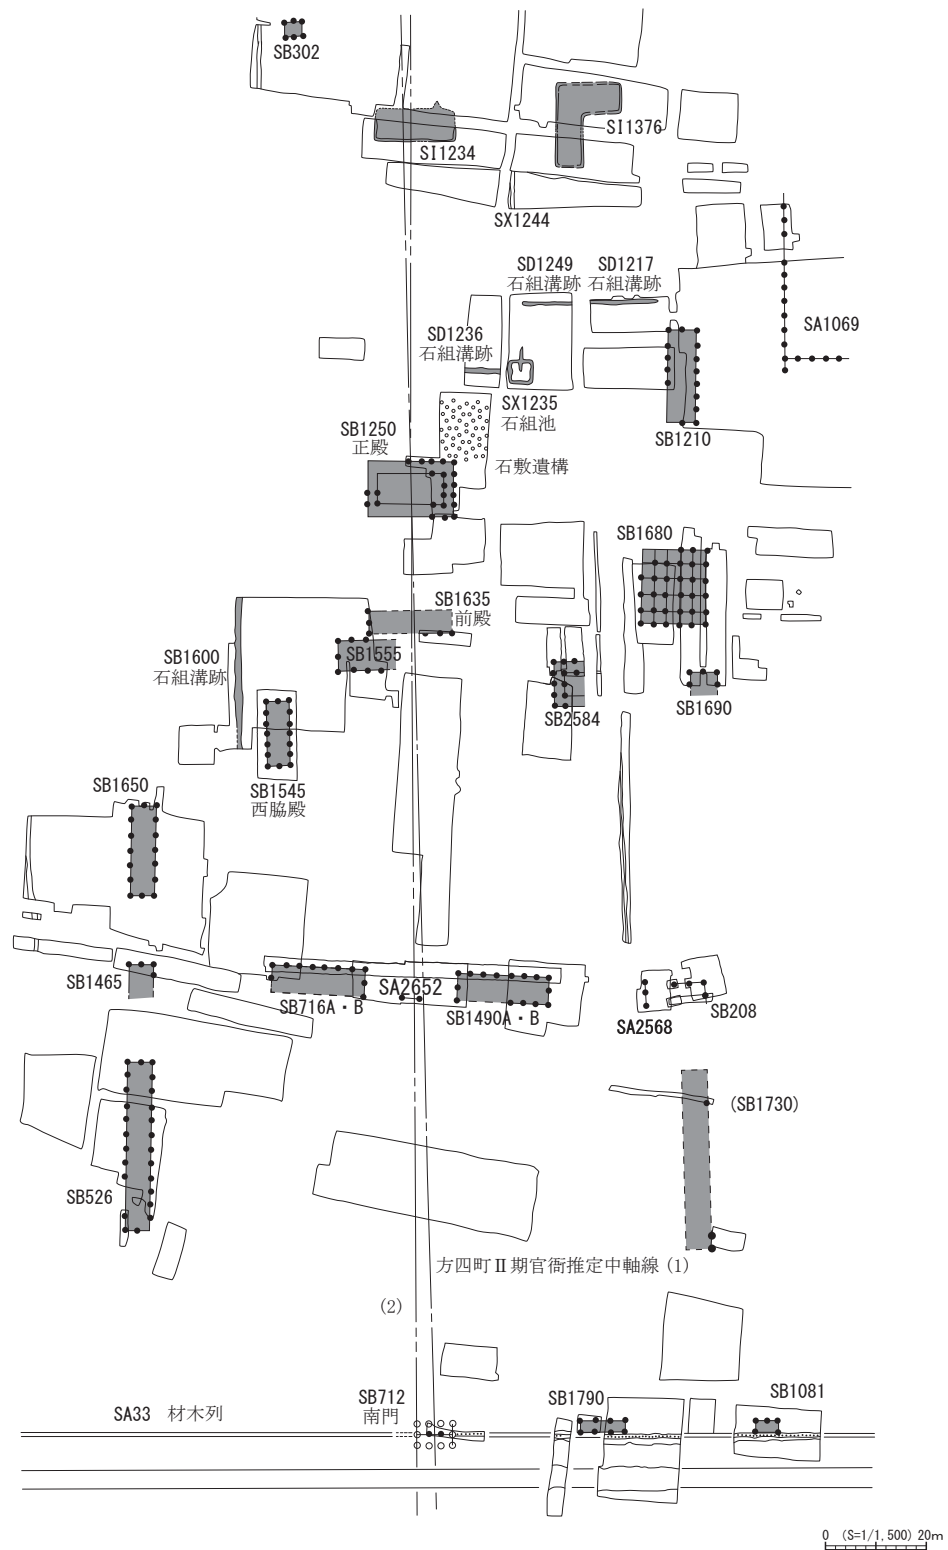 SB302
SI1376
SI1234
SX1244
SD1249
石組溝跡
SD1217
石組溝跡
SA1069
SD1236
石組溝跡
SX1235
石組池
SB1210
SB1250
正殿
石敷遺構
SB1680
SB1635
前殿
SB1555
SB1600
石組溝跡
SB2584
SB1690
SB1545
西脇殿
SB1650
SB1465
SA2652
SB716A・B
SB1490A・B
SB208
SA2568
(SB1730)
SB526
方四町Ⅱ期官衙推定中軸線(1)
(2)
SB712
南門
SB1790
SB1081
SA33 材木列
0 (S=1/1,500) 20m